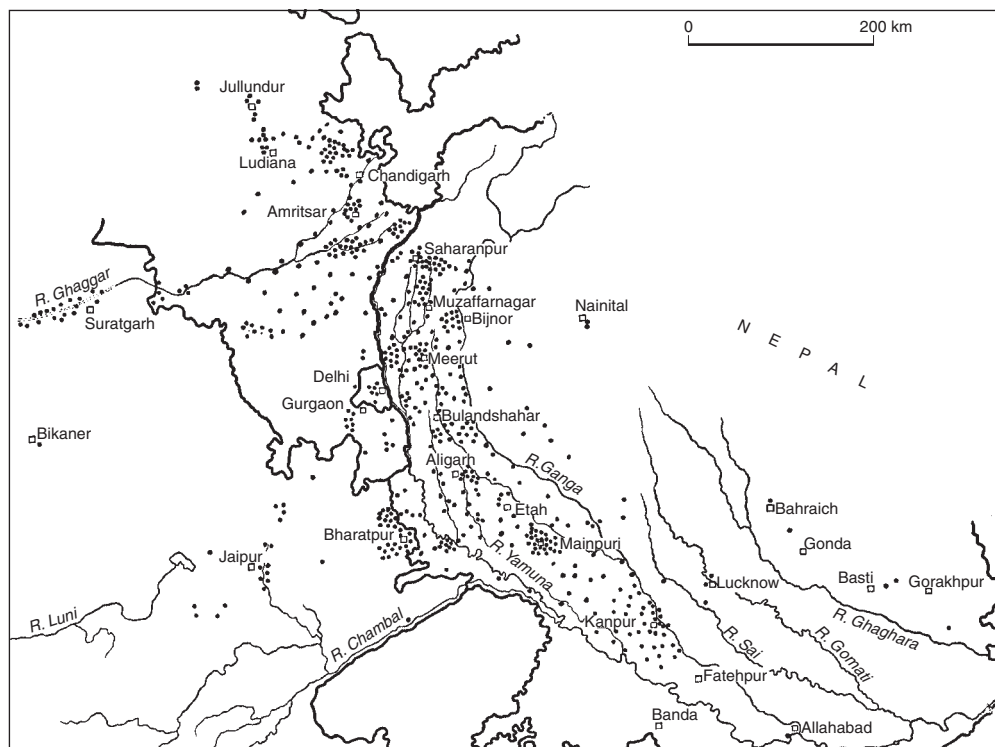 0 200 km
Jullundur
Ludiana
Chandigarh
Amritsar
Saharanpur
R. Ghaggar
Suratgarh
Muzaffarnagar
Bijnor
Nainital
NEPAL
Meerut
Delhi
Gurgaon
Bulandshahar
Bikaner
Aligarh
R.Ganga
Etah
Bahraich
Bharatpur
Mainpuri
Gonda
Jaipur
R. Yamuna
Lucknow
Basti
Gorakhpur
R. Luni
R. Chambal
Kanpur
R. Ghaghara
R. Sai
R. Gomati
Fatehpur
Banda
Allahabad